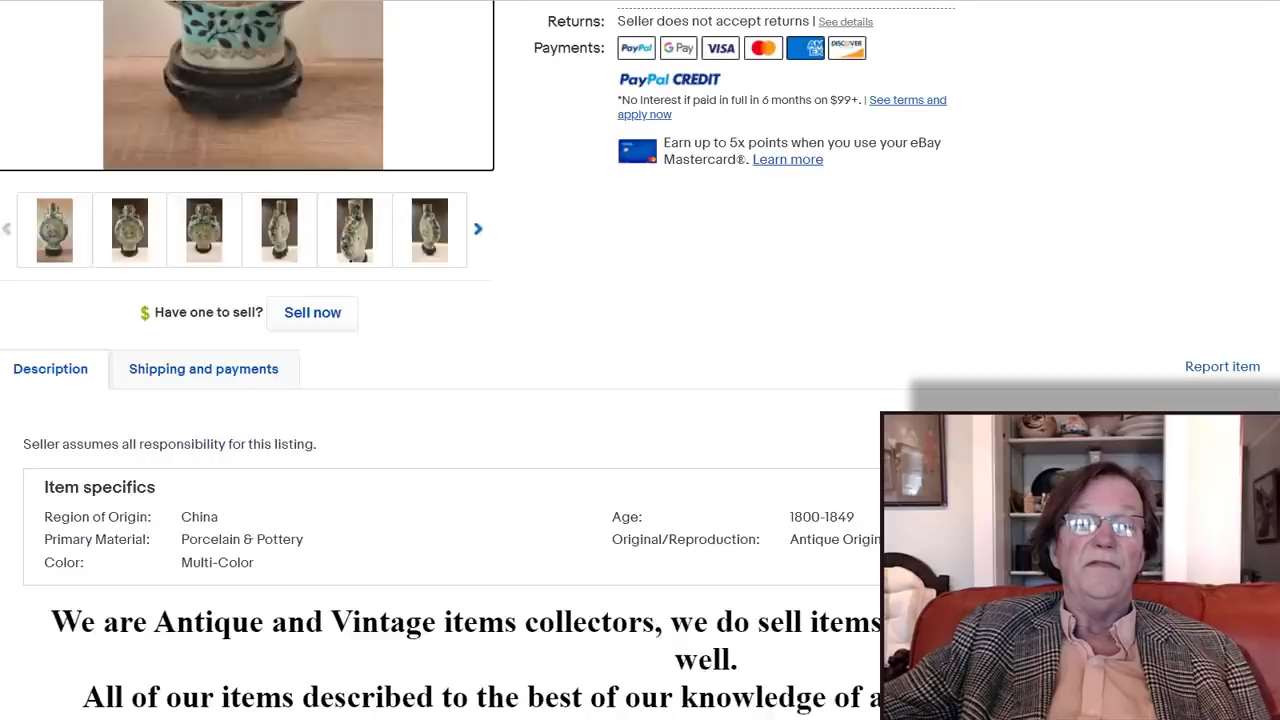 Returns: Seller does not accept returns | See details
Payments: PayPal G Pay VISA AM EX DISCOVER
PayPal CREDIT
*No Interest if paid in full in 6 months on $99+. | See terms and
apply now
Earn up to 5x points when you use your eBay
Mastercard®. Learn more
$ Have one to sell? Sell now
Description Shipping and payments Report item
Seller assumes all responsibility for this listing.
Item specifics
Region of Origin: China Age: 1800-1849
Primary Material: Porcelain & Pottery Original/Reproduction: Antique Origin
Color: Multi-Color
We are Antique and Vintage items collectors, we do sell items
well.
All of our items described to the best of our knowledge of a